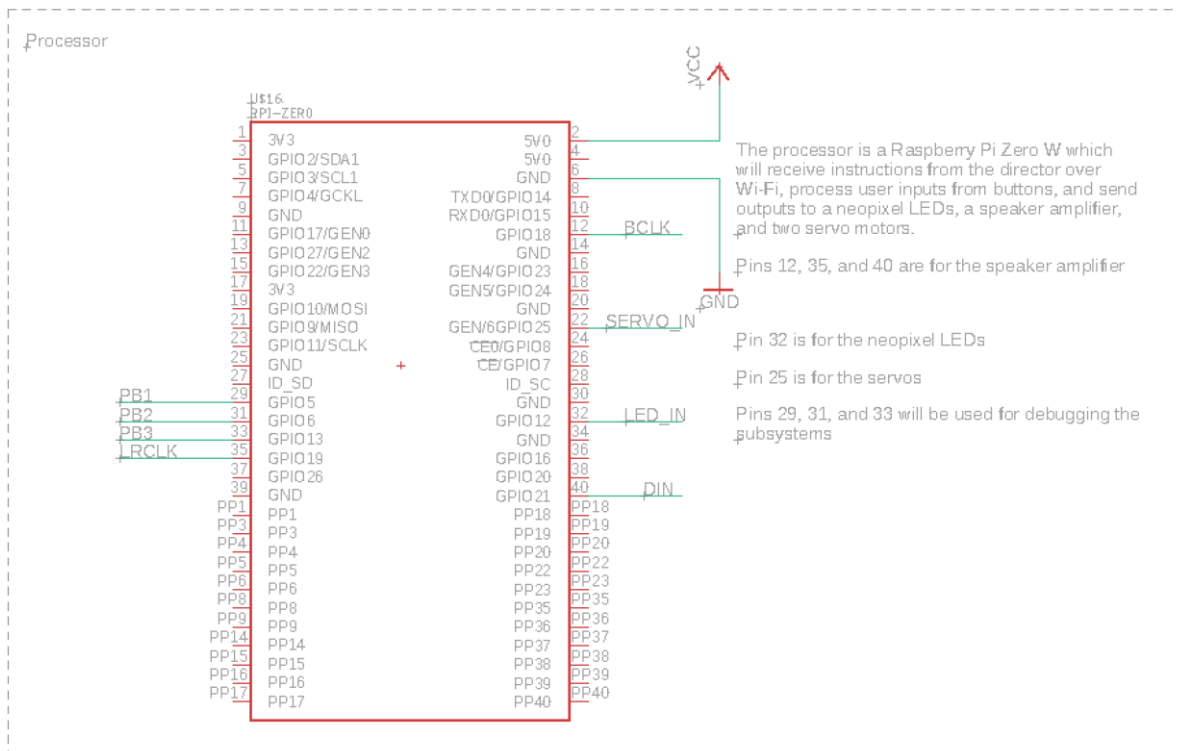 Processor
VCC
U$16
RPI-ZERO
1 3V3 5V0 2
3 GPIO2/SDA1 5V0 4
5 GPIO3/SCL1 GND 6
7 GPIO4/GCKL TXD0/GPIO14 8
9 GND RXD0/GPIO15 10
11 GPIO17/GEN0 GPIO18 12 BCLK
13 GPIO27/GEN2 GND 14
15 GPIO22/GEN3 GEN4/GPIO23 16
17 3V3 GEN5/GPIO24 18
19 GPIO10/MOSI GND 20
21 GPIO9/MISO GEN/6GPIO25 22 SERVO_IN
23 GPIO11/SCLK CE0/GPIO8 24
25 GND CE/GPIO7 26
27 ID_SD ID_SC 28
PB1 29 GPIO5 GND 30
PB2 31 GPIO6 GPIO12 32 LED_IN
PB3 33 GPIO13 GND 34
LRCLK 35 GPIO19 GPIO16 36
37 GPIO26 GPIO20 38
39 GND GPIO21 40 DIN
PP1 PP1 PP18 PP18
PP3 PP3 PP19 PP19
PP4 PP4 PP20 PP20
PP5 PP5 PP22 PP22
PP6 PP6 PP23 PP23
PP8 PP8 PP35 PP35
PP9 PP9 PP36 PP36
PP14 PP14 PP37 PP37
PP15 PP15 PP38 PP38
PP16 PP16 PP39 PP39
PP17 PP17 PP40 PP40
GND
The processor is a Raspberry Pi Zero W which
will receive instructions from the director over
Wi-Fi, process user inputs from buttons, and send
outputs to a neopixel LEDs, a speaker amplifier,
and two servo motors.
Pins 12, 35, and 40 are for the speaker amplifier
Pin 32 is for the neopixel LEDs
Pin 25 is for the servos
Pins 29, 31, and 33 will be used for debugging the
subsystems